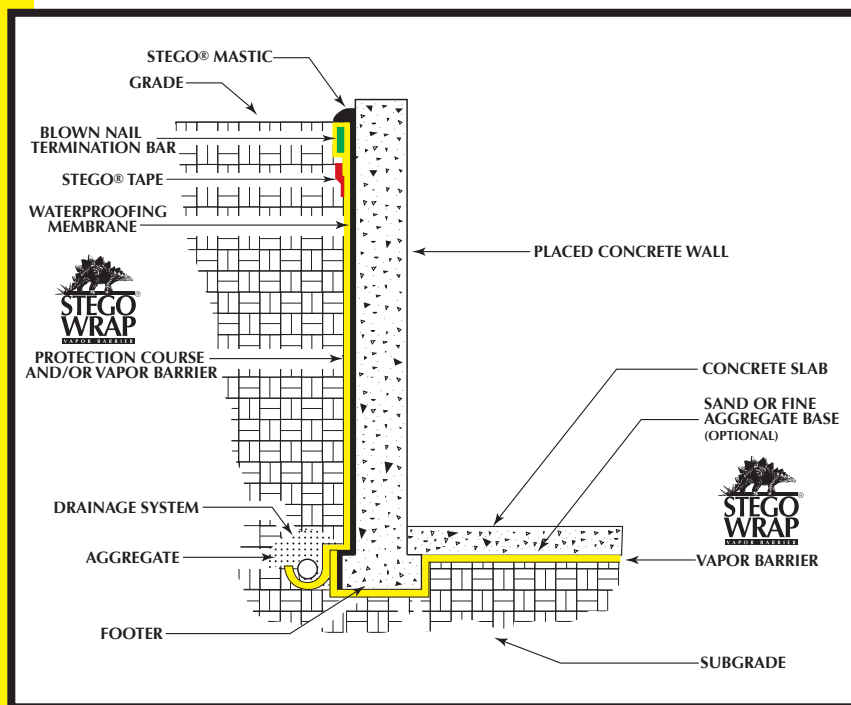 STEGO® MASTIC
GRADE
BLOWN NAIL
TERMINATION BAR
STEGO® TAPE
WATERPROOFING
MEMBRANE
STEGO
WRAP
VAPOR BARRIER
®
PROTECTION COURSE
AND/OR VAPOR BARRIER
DRAINAGE SYSTEM
AGGREGATE
FOOTER
PLACED CONCRETE WALL
CONCRETE SLAB
SAND OR FINE
AGGREGATE BASE
(OPTIONAL)
STEGO
WRAP
VAPOR BARRIER
®
VAPOR BARRIER
SUBGRADE